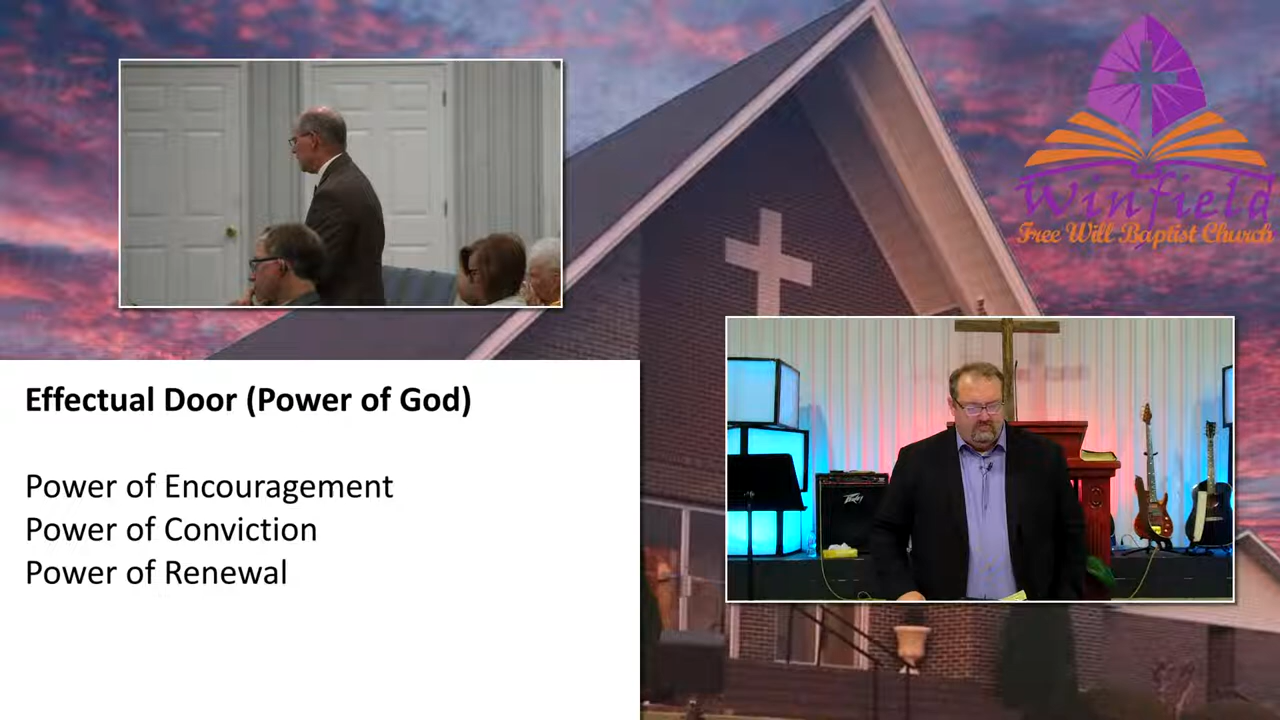 Winfield
Free Will Baptist Church
Effectual Door (Power of God)
Power of Encouragement
Power of Conviction
Power of Renewal